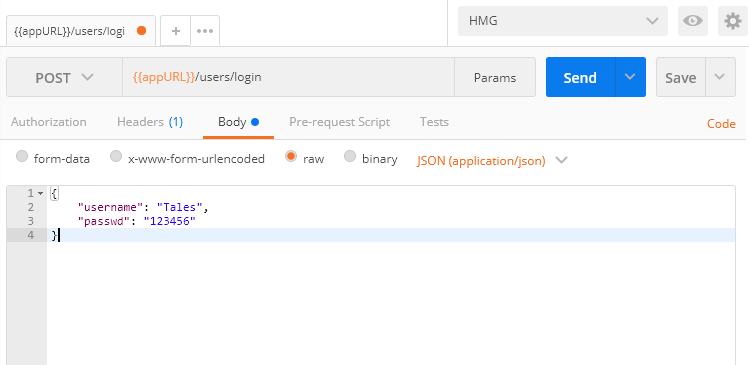 {{appURL}}/users/logi
+
•••
HMG
POST
{{appURL}}/users/login
Params
Send
Save
Authorization
Headers (1)
Body
Pre-request Script
Tests
Code
form-data
x-www-form-urlencoded
raw
binary
JSON (application/json)
1 {
2 "username": "Tales",
3 "passwd": "123456"
4 }